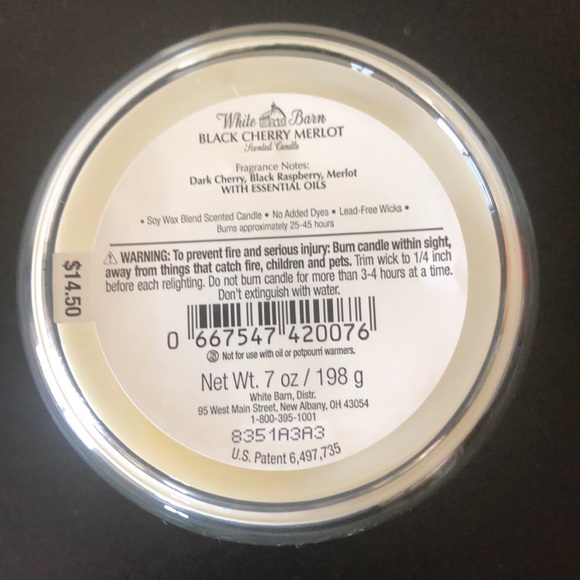 White Barn
BLACK CHERRY MERLOT
Scented Candle
Fragrance Notes:
Dark Cherry, Black Raspberry, Merlot
WITH ESSENTIAL OILS
• Soy Wax Blend Scented Candle • No Added Dyes • Lead-Free Wicks •
Burns approximately 25-45 hours
⚠ WARNING: To prevent fire and serious injury: Burn candle within sight,
away from things that catch fire, children and pets. Trim wick to 1/4 inch
before each relighting. Do not burn candle for more than 3-4 hours at a time.
Don't extinguish with water.
$14.50
0 667547 420076
Not for use with oil or potpourri warmers.
Net Wt. 7 oz / 198 g
White Barn, Distr.
95 West Main Street, New Albany, OH 43054
1-800-395-1001
8351A3A3
U.S. Patent 6,497,735